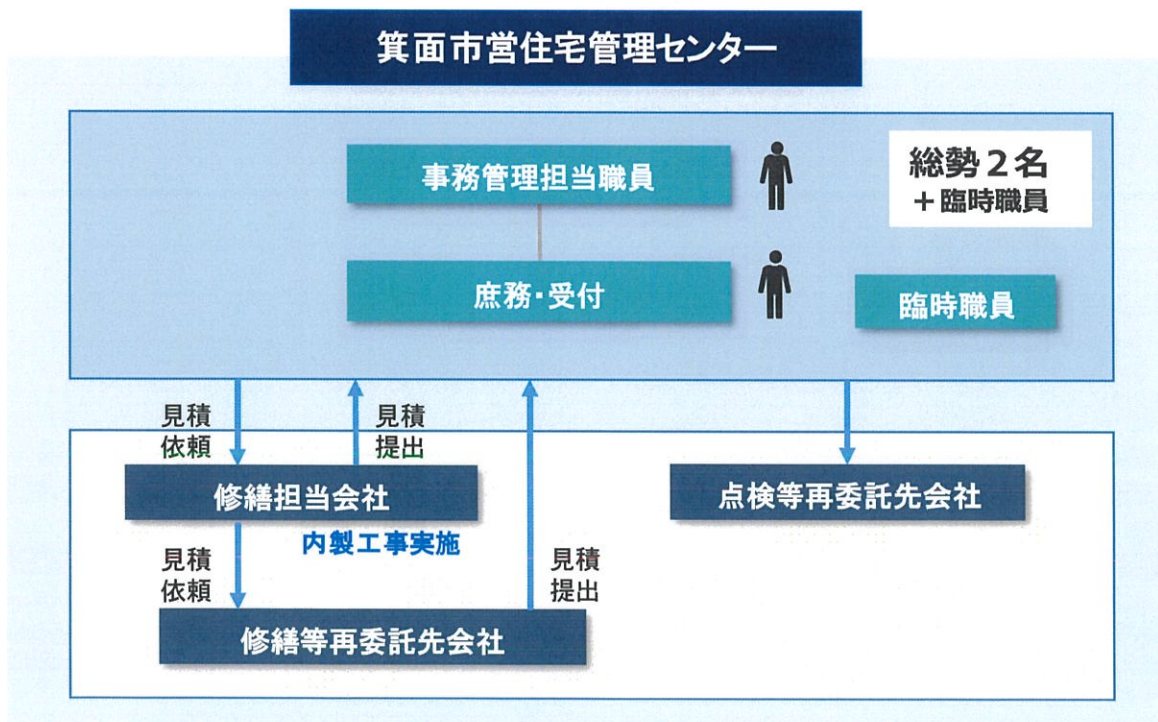 箕面市営住宅管理センター
事務管理担当職員
総勢２名
＋臨時職員
庶務・受付
臨時職員
見積
依頼
見積
提出
修繕担当会社
点検等再委託先会社
内製工事実施
見積
依頼
見積
提出
修繕等再委託先会社